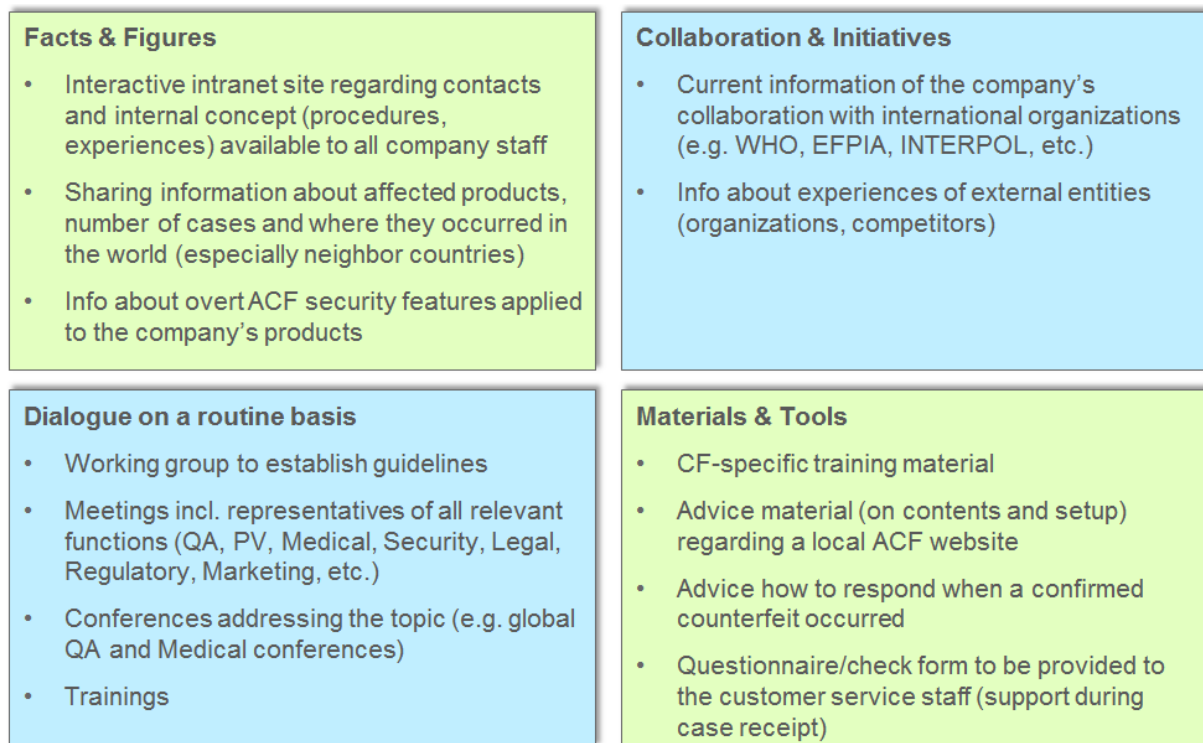 Facts & Figures
• Interactive intranet site regarding contacts
and internal concept (procedures,
experiences) available to all company staff
• Sharing information about affected products,
number of cases and where they occurred in
the world (especially neighbor countries)
• Info about overt ACF security features applied
to the company's products
Collaboration & Initiatives
• Current information of the company's
collaboration with international organizations
(e.g. WHO, EFPIA, INTERPOL, etc.)
• Info about experiences of external entities
(organizations, competitors)
Dialogue on a routine basis
• Working group to establish guidelines
• Meetings incl. representatives of all relevant
functions (QA, PV, Medical, Security, Legal,
Regulatory, Marketing, etc.)
• Conferences addressing the topic (e.g. global
QA and Medical conferences)
• Trainings
Materials & Tools
• CF-specific training material
• Advice material (on contents and setup)
regarding a local ACF website
• Advice how to respond when a confirmed
counterfeit occurred
• Questionnaire/check form to be provided to
the customer service staff (support during
case receipt)